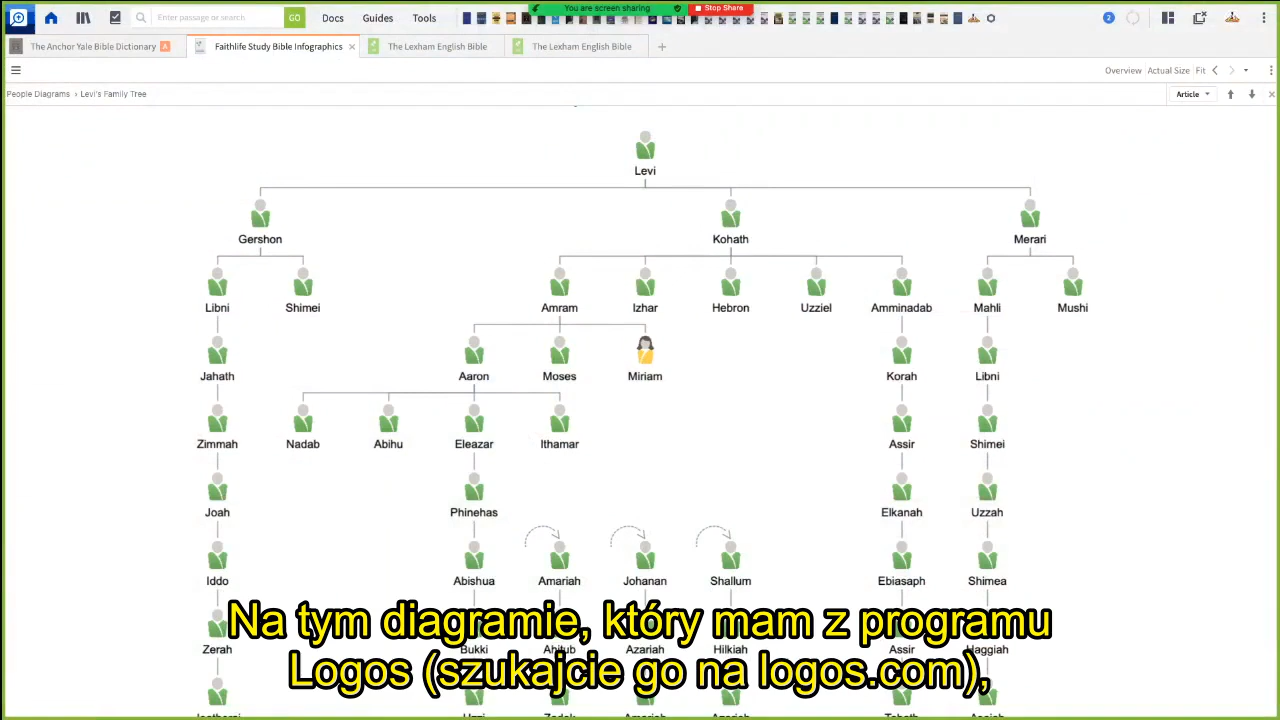 You are screen sharing Stop Share
Enter passage or search GO Docs Guides Tools 2
The Anchor Yale Bible Dictionary A Faithlife Study Bible Infographics The Lexham English Bible The Lexham English Bible
Overview Actual Size Fit
People Diagrams › Levi's Family Tree Article
Levi
Gershon Kohath Merari
Libni Shimei Amram Izhar Hebron Uzziel Amminadab Mahli Mushi
Jahath Aaron Moses Miriam Korah Libni
Zimmah Nadab Abihu Eleazar Ithamar Assir Shimei
Joah Phinehas Elkanah Uzzah
Iddo Abishua Amariah Johanan Shallum Ebiasaph Shimea
Na tym diagramie, który mam z programu
Zerah Bukki Ahitub Azariah Hilkiah Assir Haggiah
Logos (szukajcie go na logos.com),